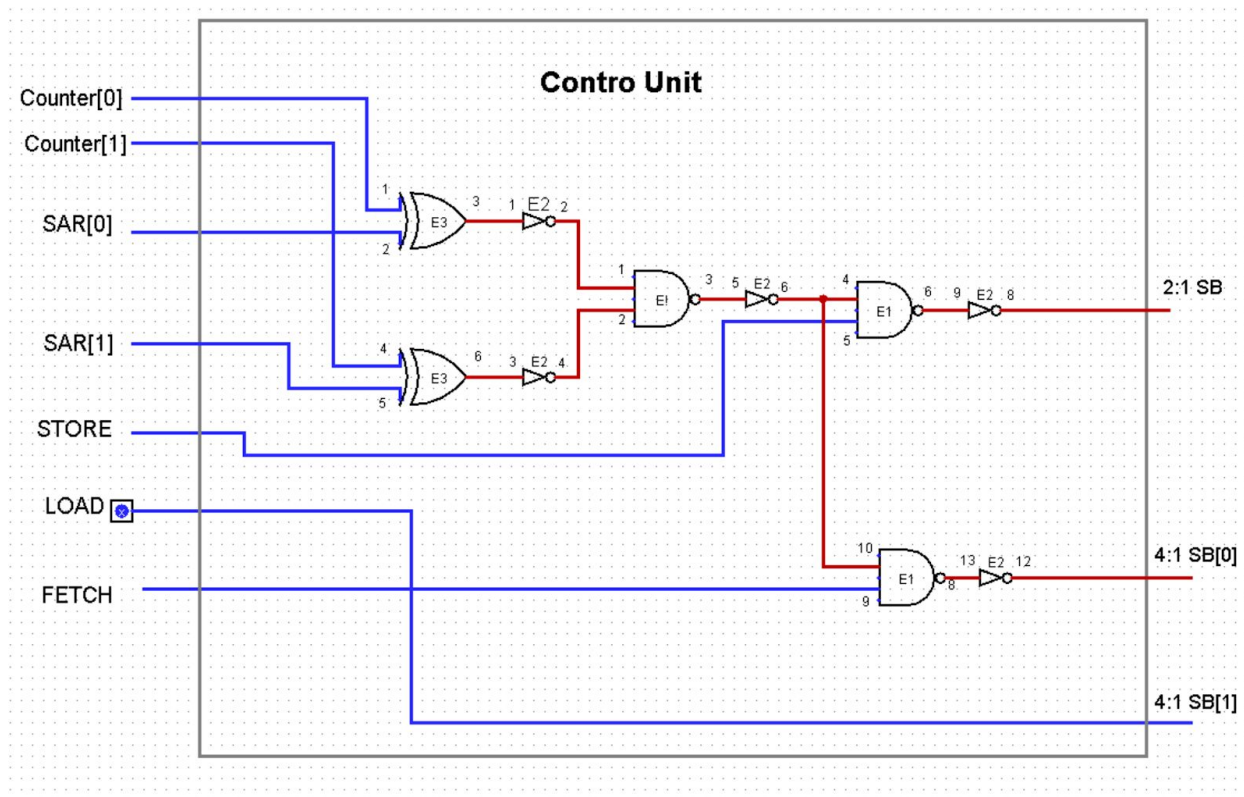 Contro Unit
Counter[0]
Counter[1]
SAR[0]
SAR[1]
STORE
LOAD
x
FETCH
1
2
E3
3
1
E2
2
4
5
E3
6
3
E2
4
1
2
E!
3
5
E2
6
4
5
E1
6
9
E2
8
2:1 SB
10
9
E1
8
13
E2
12
4:1 SB[0]
4:1 SB[1]